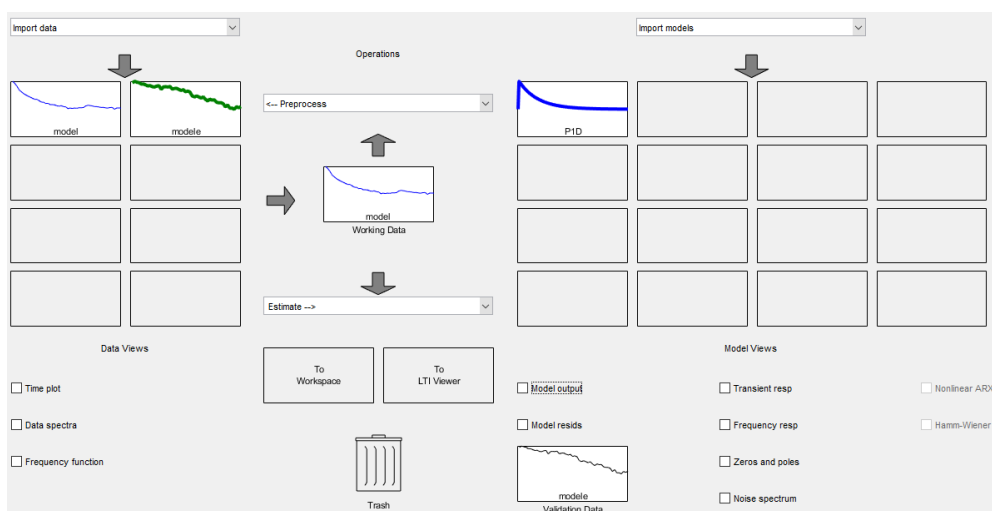 Import data
Import models
Operations
model
modele
<-- Preprocess
P1D
model
Working Data
Estimate -->
Data Views
Model Views
To
Workspace
To
LTI Viewer
Time plot
Model output
Transient resp
Nonlinear ARX
Data spectra
Model resids
Frequency resp
Hamm-Wiener
Frequency function
Zeros and poles
modele
Trash
Validation Data
Noise spectrum